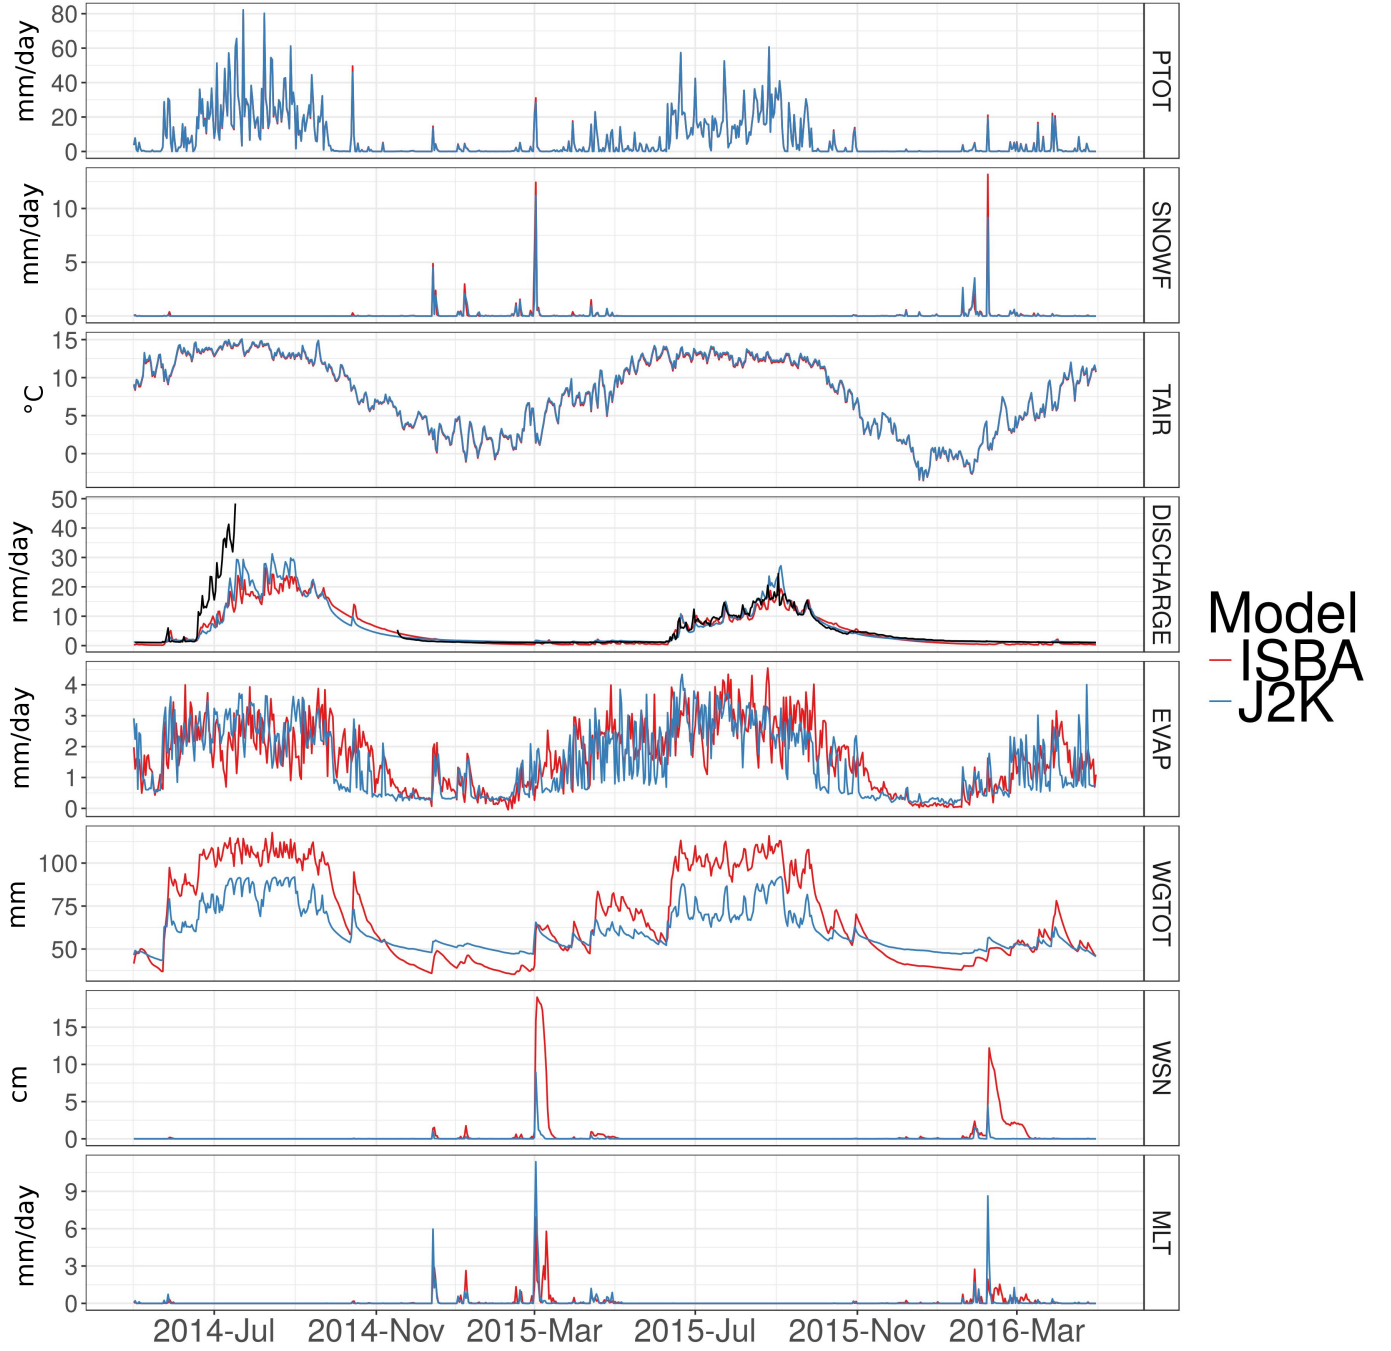 mm/day
80
60
40
20
0
PTOT
mm/day
10
5
0
SNOWF
°C
15
10
5
0
TAIR
mm/day
50
40
30
20
10
0
DISCHARGE
mm/day
4
3
2
1
0
EVAP
mm
100
75
50
WGTOT
cm
15
10
5
0
WSN
mm/day
9
6
3
0
MLT
2014-Jul 2014-Nov 2015-Mar 2015-Jul 2015-Nov 2016-Mar
Model
ISBA
J2K